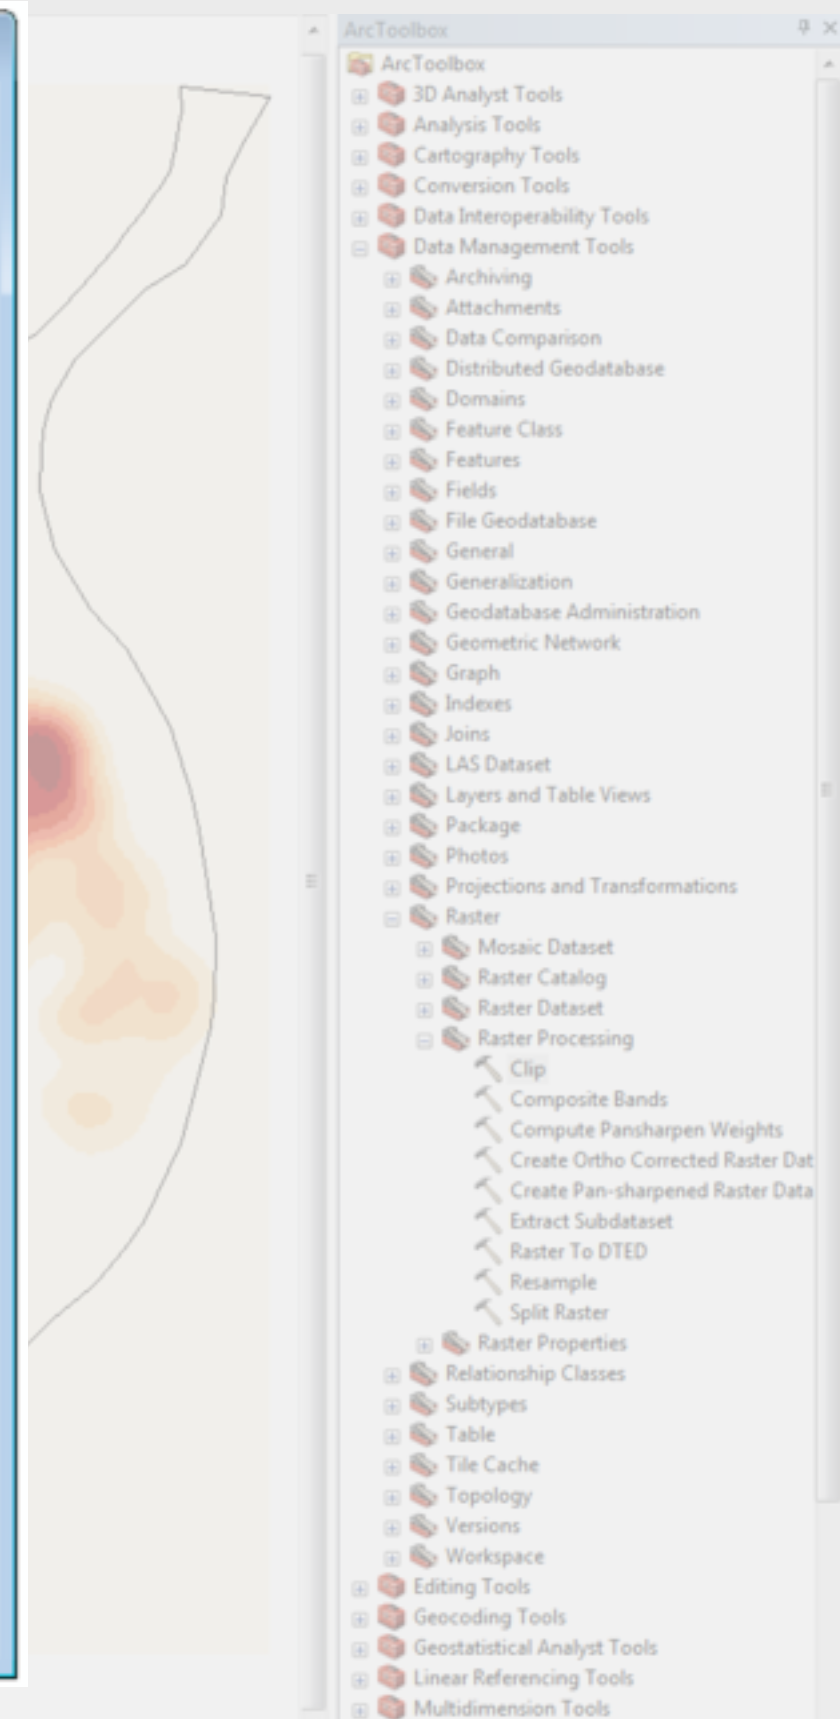 ArcToolbox
ArcToolbox
3D Analyst Tools
Analysis Tools
Cartography Tools
Conversion Tools
Data Interoperability Tools
Data Management Tools
Archiving
Attachments
Data Comparison
Distributed Geodatabase
Domains
Feature Class
Features
Fields
File Geodatabase
General
Generalization
Geodatabase Administration
Geometric Network
Graph
Indexes
Joins
LAS Dataset
Layers and Table Views
Package
Photos
Projections and Transformations
Raster
Mosaic Dataset
Raster Catalog
Raster Dataset
Raster Processing
Clip
Composite Bands
Compute Pansharpen Weights
Create Ortho Corrected Raster Dat
Create Pan-sharpened Raster Data
Extract Subdataset
Raster To DTED
Resample
Split Raster
Raster Properties
Relationship Classes
Subtypes
Table
Tile Cache
Topology
Versions
Workspace
Editing Tools
Geocoding Tools
Geostatistical Analyst Tools
Linear Referencing Tools
Multidimension Tools